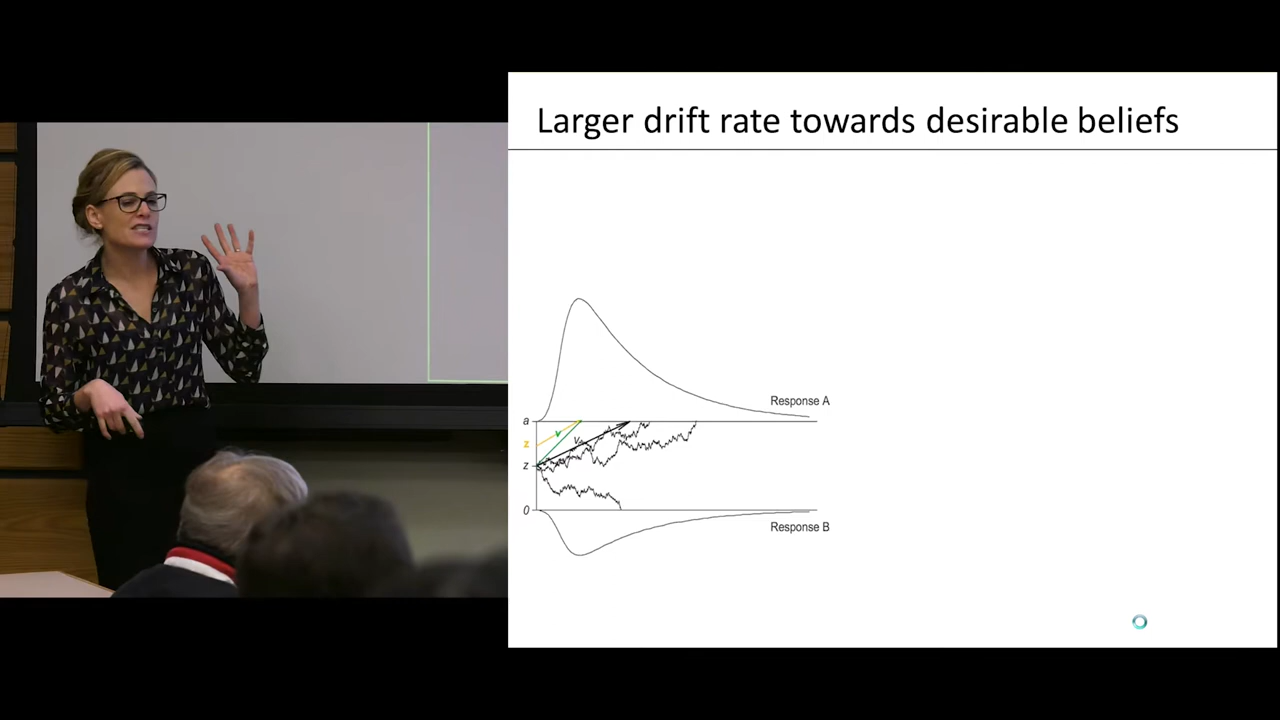 Larger drift rate towards desirable beliefs
Response A
a
v
z
v
z
0
Response B